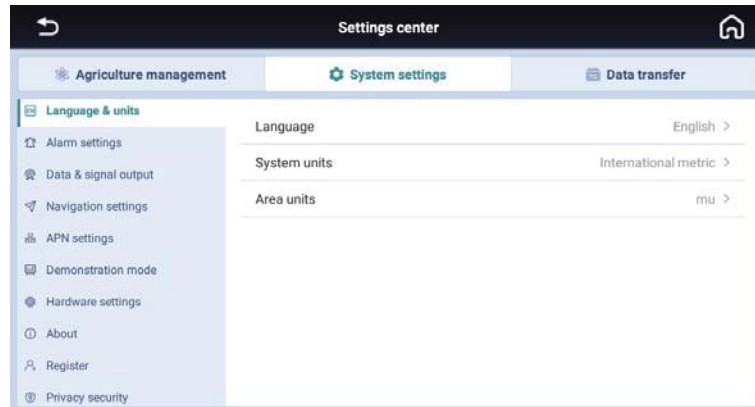 Settings center
Agriculture management
System settings
Data transfer
EN
Language & units
Alarm settings
Data & signal output
Navigation settings
APN settings
Demonstration mode
Hardware settings
About
Register
Privacy security
Language
English >
System units
International metric >
Area units
mu >